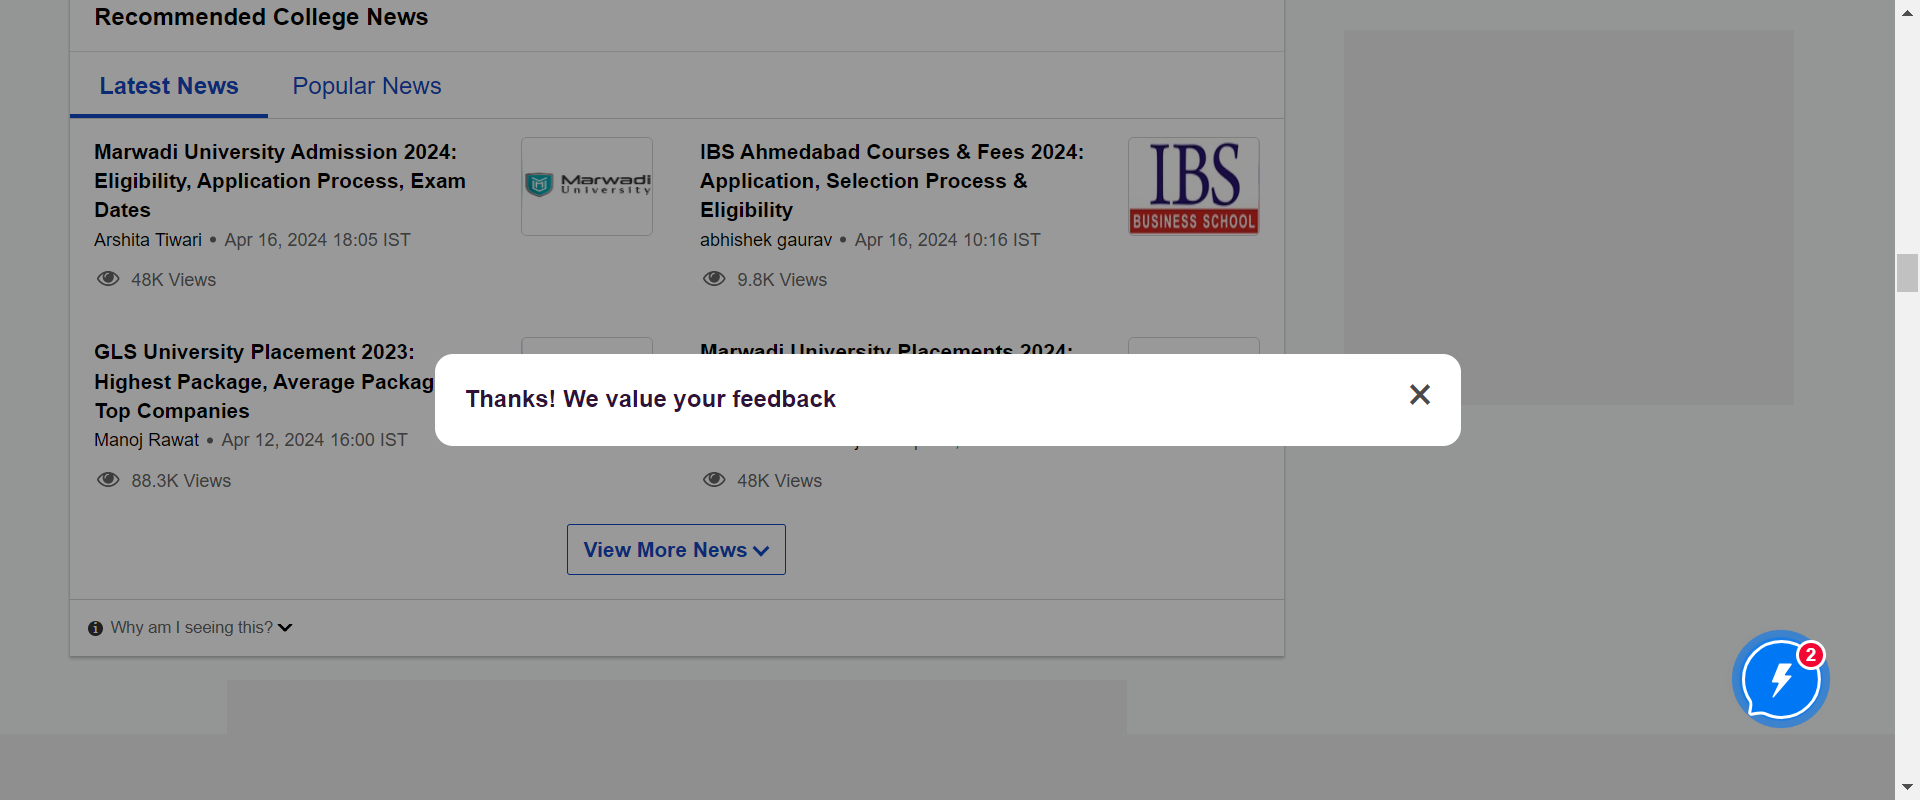 Recommended College News
Latest News
Popular News
Marwadi University Admission 2024:
Eligibility, Application Process, Exam
Dates
Arshita Tiwari • Apr 16, 2024 18:05 IST
48K Views
Marwadi
University
IBS Ahmedabad Courses & Fees 2024:
Application, Selection Process &
Eligibility
abhishek gaurav • Apr 16, 2024 10:16 IST
9.8K Views
IBS
BUSINESS SCHOOL
GLS University Placement 2023:
Highest Package, Average Packag
Top Companies
Manoj Rawat • Apr 12, 2024 16:00 IST
88.3K Views
Marwadi University Placements 2024:
48K Views
Thanks! We value your feedback
View More News
Why am I seeing this?
2